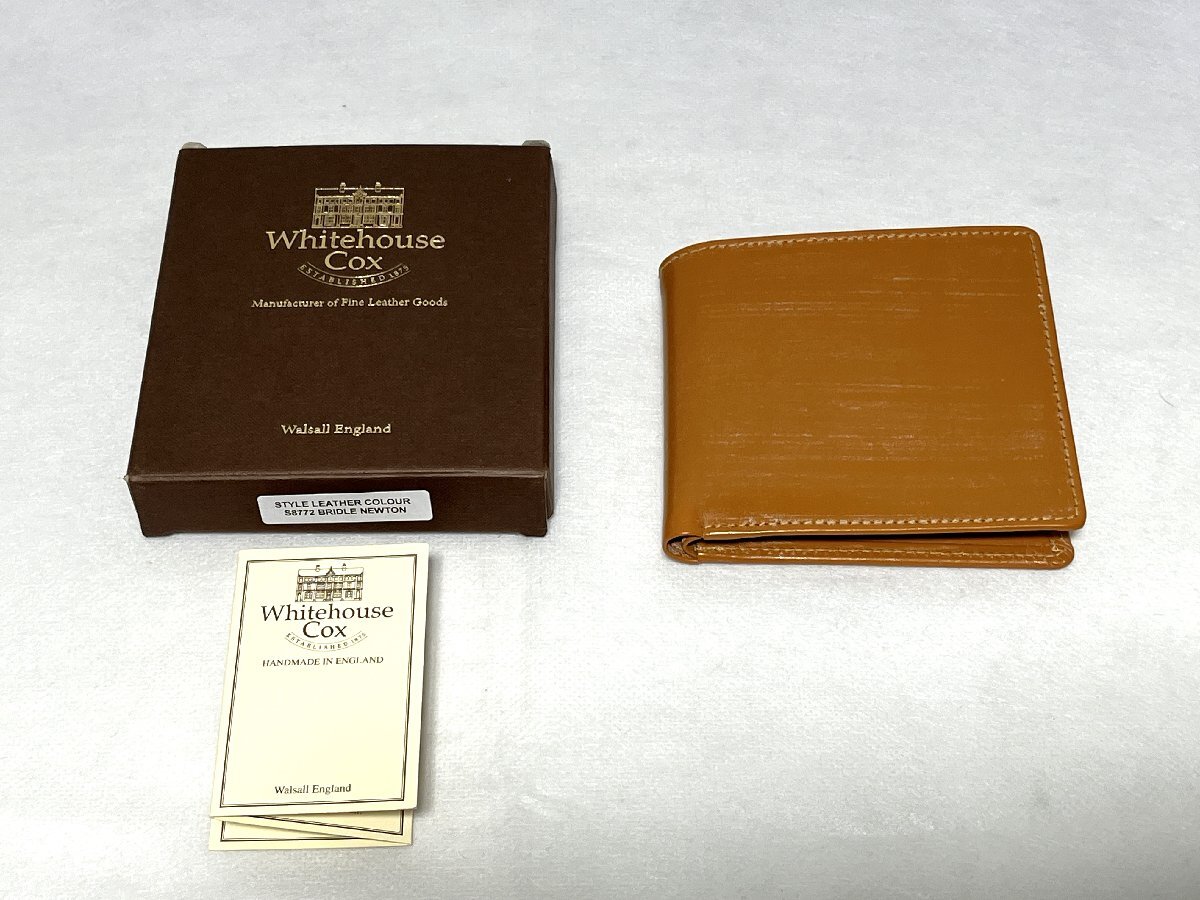 Whitehouse
Cox
ESTABLISHED 1875
Manufacturer of Fine Leather Goods
Walsall England
STYLE LEATHER COLOUR
S8772 BRIDLE NEWTON
Whitehouse
Cox
ESTABLISHED 1875
HANDMADE IN ENGLAND
Walsall England